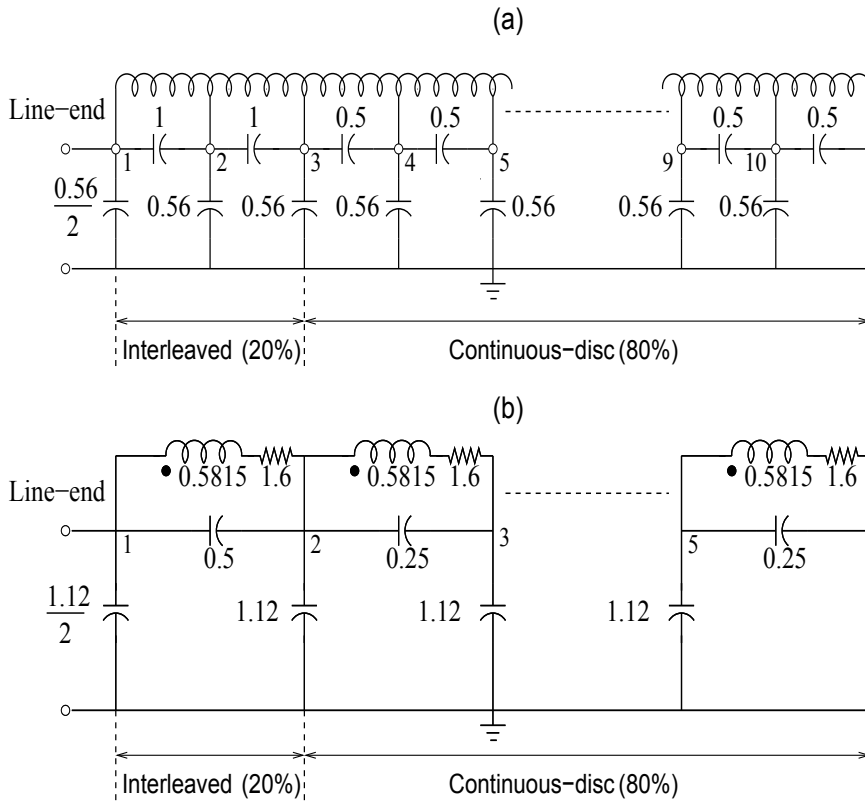 (a)
Line−end
1 1 0.5 0.5 0.5 0.5
1 2 3 4 5 9 10
0.56
2
0.56 0.56 0.56 0.56 0.56 0.56
Interleaved (20%) Continuous−disc (80%)
(b)
0.5815 1.6 0.5815 1.6 0.5815 1.6
Line−end
1 2 3 5
0.5 0.25 0.25
1.12
2
1.12 1.12 1.12
Interleaved (20%) Continuous−disc (80%)